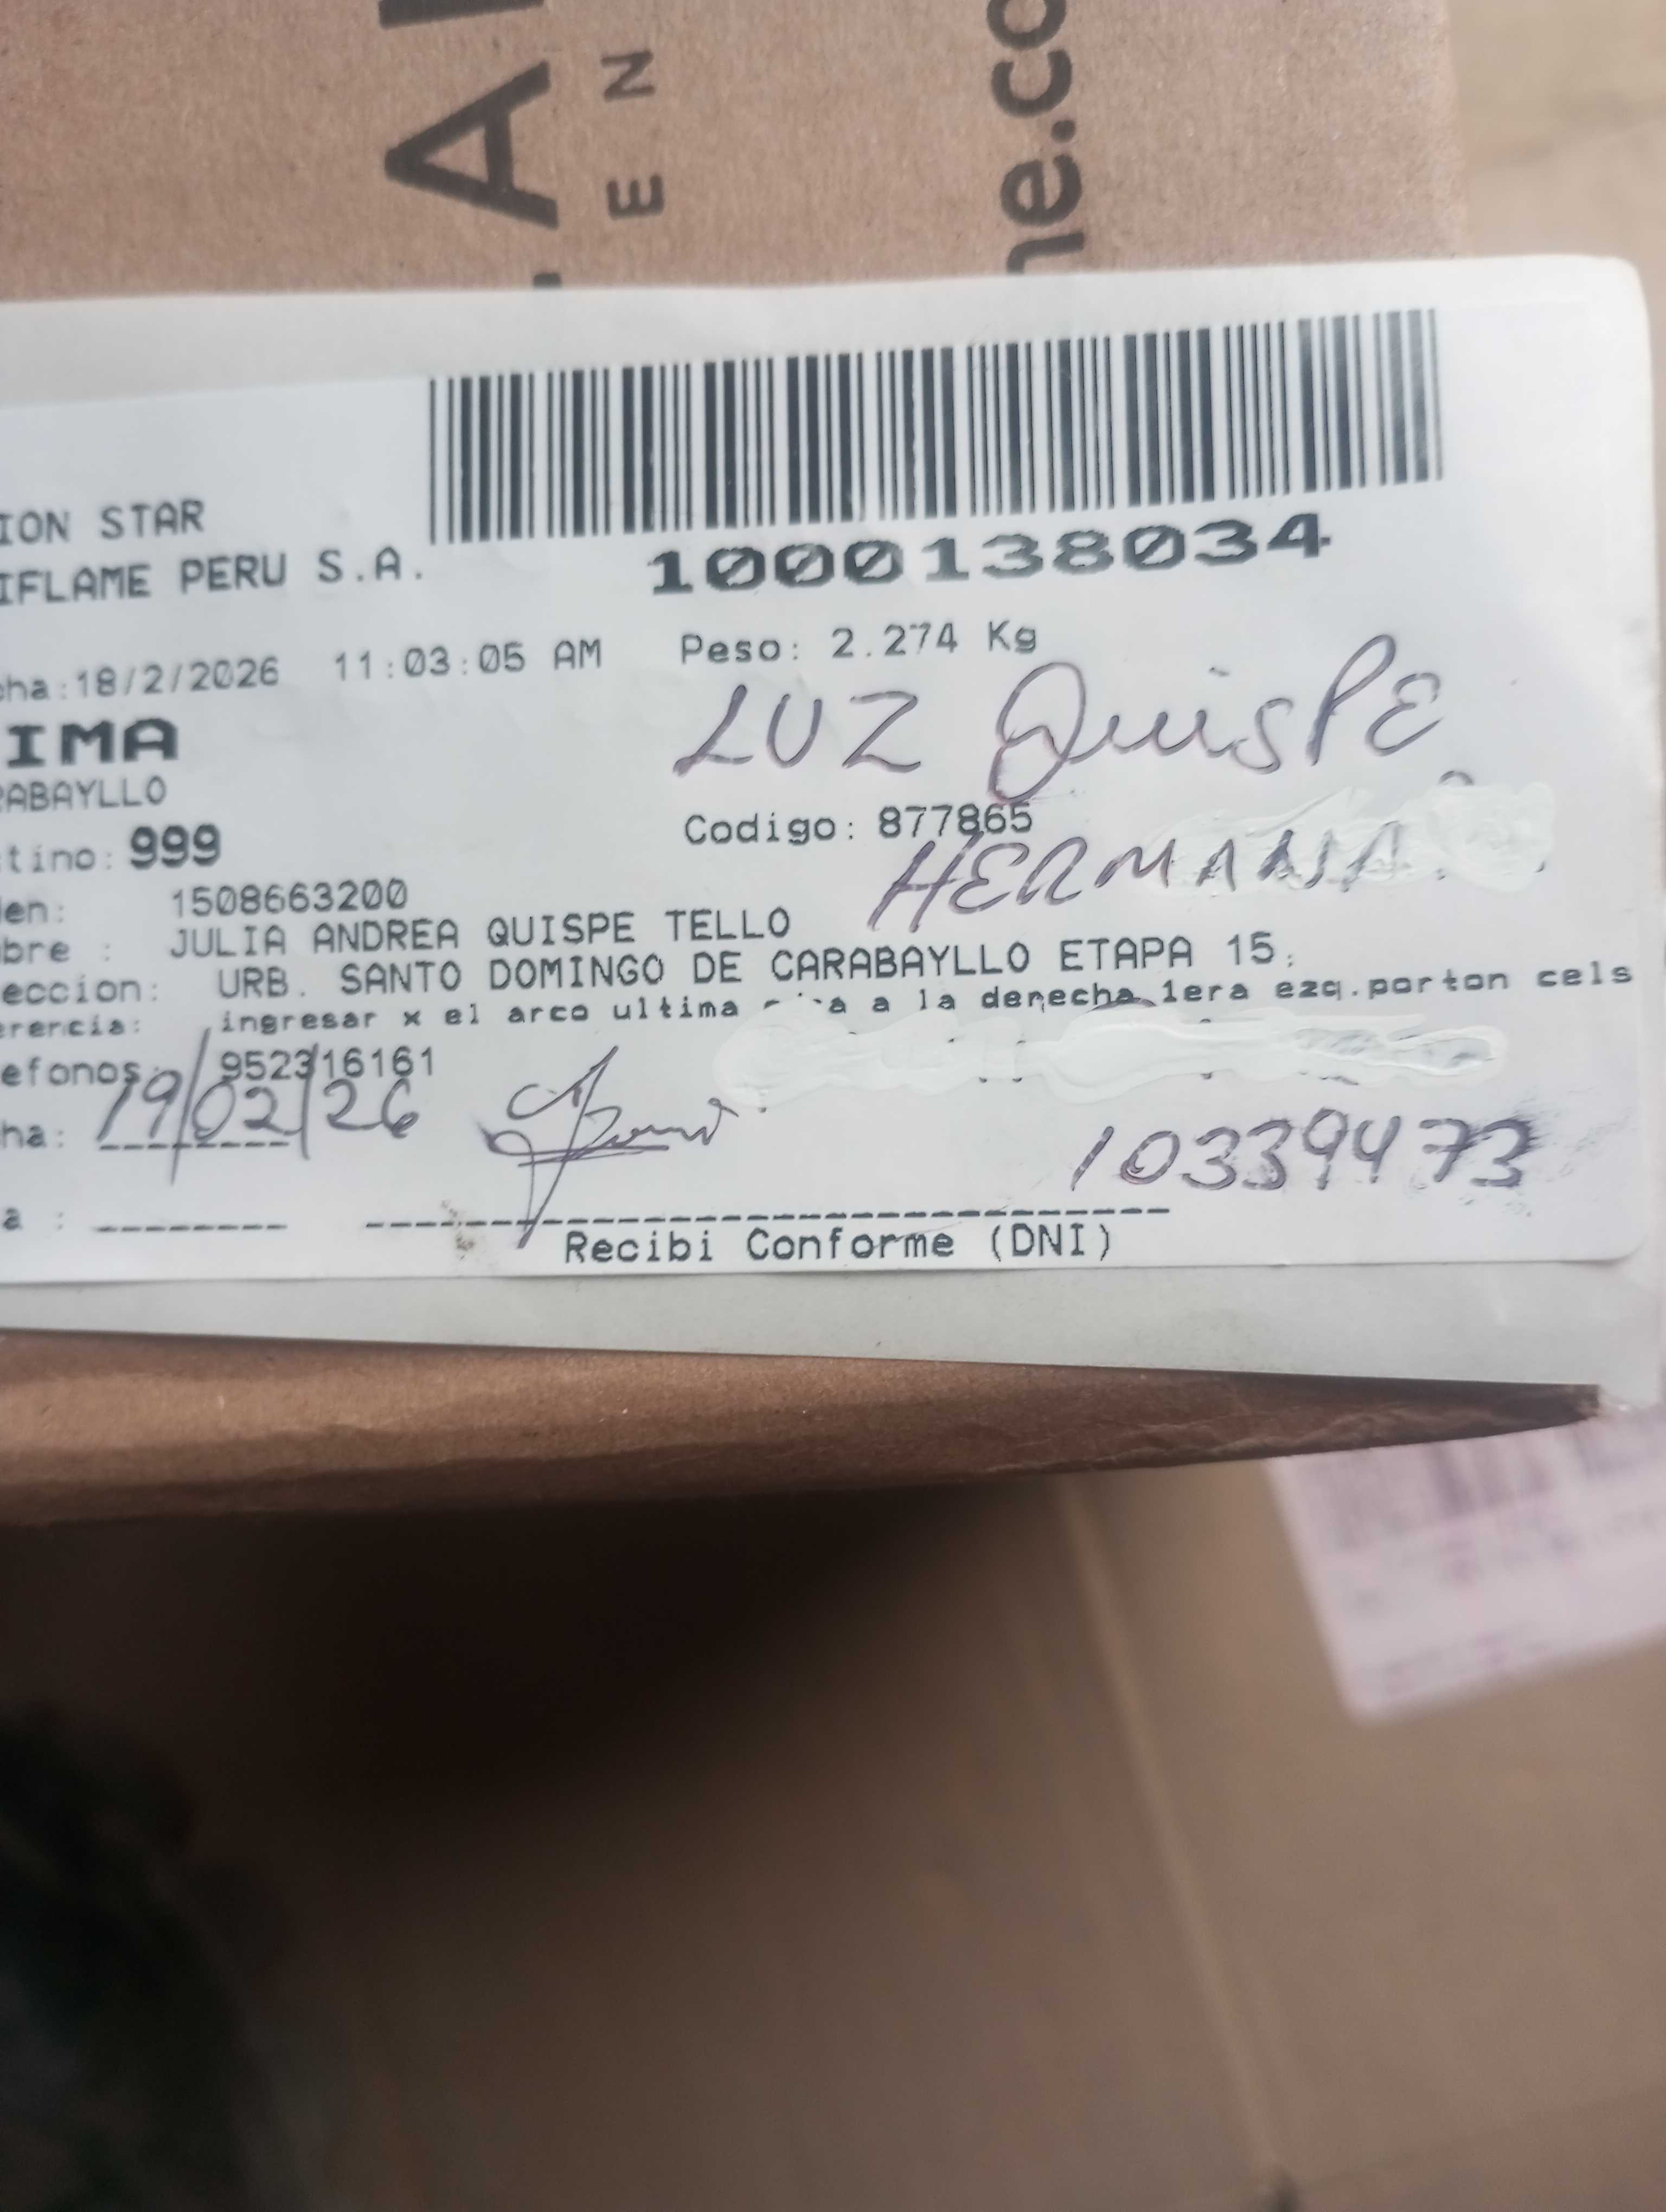 A
E N
ne.co
ION STAR
IFLAME PERU S.A.
1000138034
ha:18/2/2026 11:03:05 AM Peso: 2.274 Kg
IMA
LUZ QuisPE
ABAYLLO
Codigo: 877865
tino: 999
HERMANA
en: 1508663200
bre : JULIA ANDREA QUISPE TELLO
eccion: URB. SANTO DOMINGO DE CARABAYLLO ETAPA 15.
erencia: ingresar x el arco ultima a la derecha 1era ezq.porton cels
efonos: 952316161
ha: 19/02/26
10339473
a :
Recibi Conforme (DNI)